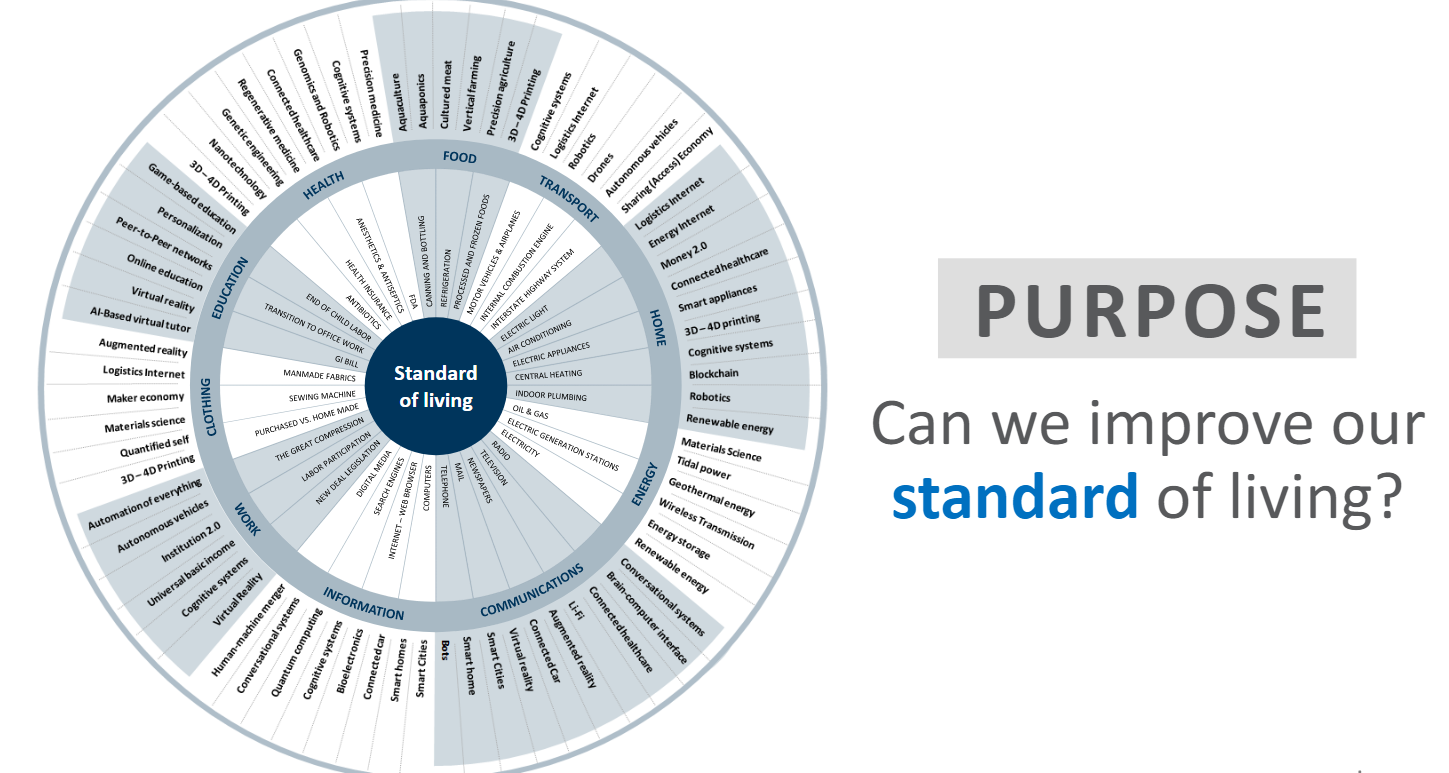 Standard
of living
FOOD
TRANSPORT
HOME
ENERGY
COMMUNICATIONS
INFORMATION
WORK
CLOTHING
EDUCATION
HEALTH
CANNING AND BOTTLING
REFRIGERATION
PROCESSED AND FROZEN FOODS
MOTOR VEHICLES & AIRPLANES
INTERNAL COMBUSTION ENGINE
INTERSTATE HIGHWAY SYSTEM
ELECTRIC LIGHT
AIR CONDITIONING
ELECTRIC APPLIANCES
CENTRAL HEATING
INDOOR PLUMBING
OIL & GAS
ELECTRIC GENERATION STATIONS
ELECTRICITY
RADIO
TELEVISION
NEWSPAPERS
MAIL
TELEPHONE
COMPUTERS
INTERNET – WEB BROWSER
SEARCH ENGINES
DIGITAL MEDIA
NEW DEAL LEGISLATION
LABOR PARTICIPATION
THE GREAT COMPRESSION
PURCHASED VS. HOME MADE
SEWING MACHINE
MANMADE FABRICS
GI BILL
TRANSITION TO OFFICE WORK
END OF CHILD LABOR
ANTIBIOTICS
HEALTH INSURANCE
ANESTHETICS & ANTISEPTICS
FDA
Aquaculture
Aquaponics
Cultured meat
Vertical farming
Precision agriculture
3D – 4D Printing
Cognitive systems
Logistics Internet
Robotics
Drones
Autonomous vehicles
Sharing (Access) Economy
Logistics Internet
Energy Internet
Money 2.0
Connected healthcare
Smart appliances
3D – 4D printing
Cognitive systems
Blockchain
Robotics
Renewable energy
Materials Science
Tidal power
Geothermal energy
Wireless Transmission
Energy storage
Renewable energy
Conversational systems
Brain-computer interface
Connected healthcare
Li-Fi
Augmented reality
Connected Car
Virtual reality
Smart Cities
Smart home
Bots
Smart Cities
Smart homes
Connected car
Bioelectronics
Cognitive systems
Quantum computing
Conversational systems
Human-machine merger
Virtual Reality
Cognitive systems
Universal basic income
Institution 2.0
Autonomous vehicles
Automation of everything
3D – 4D Printing
Quantified self
Materials science
Maker economy
Logistics Internet
Augmented reality
AI-Based virtual tutor
Virtual reality
Online education
Peer-to-Peer networks
Personalization
Game-based education
3D – 4D Printing
Nanotechnology
Genetic engineering
Regenerative medicine
Connected healthcare
Genomics and Robotics
Cognitive systems
Precision medicine
PURPOSE
Can we improve our
standard of living?